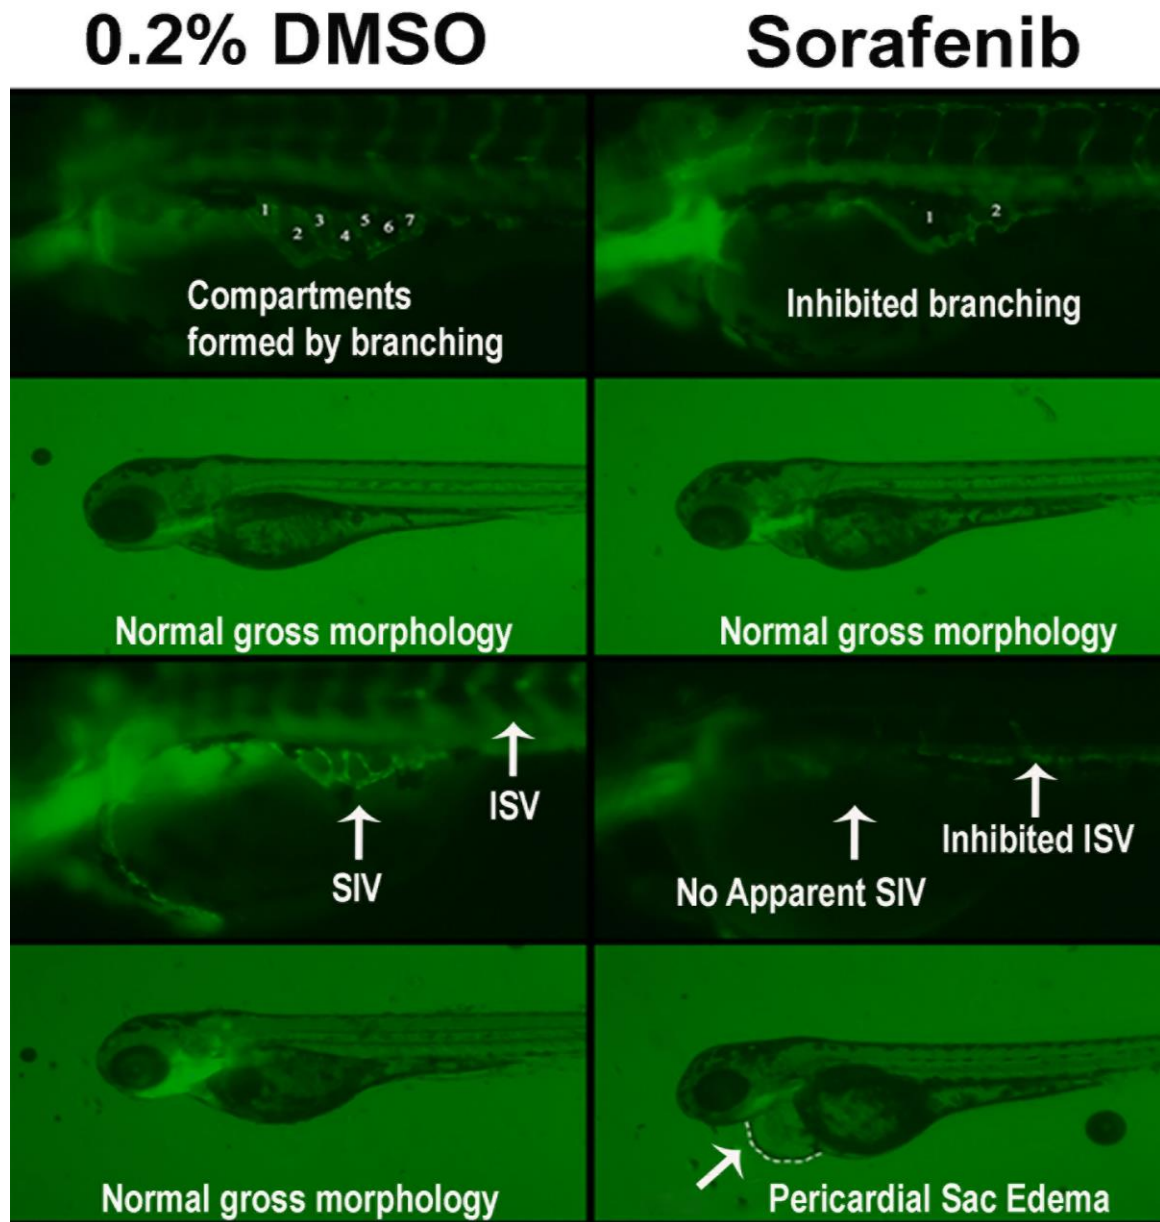 0.2% DMSO
Sorafenib
1
2
3
4
5
6
7
Compartments
formed by branching
1
2
Inhibited branching
Normal gross morphology
Normal gross morphology
ISV
SIV
Inhibited ISV
No Apparent SIV
Normal gross morphology
Pericardial Sac Edema